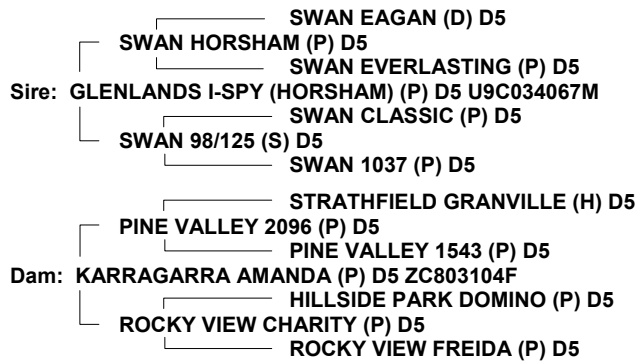 SWAN EAGAN (D) D5
SWAN HORSHAM (P) D5
SWAN EVERLASTING (P) D5
Sire: GLENLANDS I-SPY (HORSHAM) (P) D5 U9C034067M
SWAN CLASSIC (P) D5
SWAN 98/125 (S) D5
SWAN 1037 (P) D5
STRATHFIELD GRANVILLE (H) D5
PINE VALLEY 2096 (P) D5
PINE VALLEY 1543 (P) D5
Dam: KARRAGARRA AMANDA (P) D5 ZC803104F
HILLSIDE PARK DOMINO (P) D5
ROCKY VIEW CHARITY (P) D5
ROCKY VIEW FREIDA (P) D5